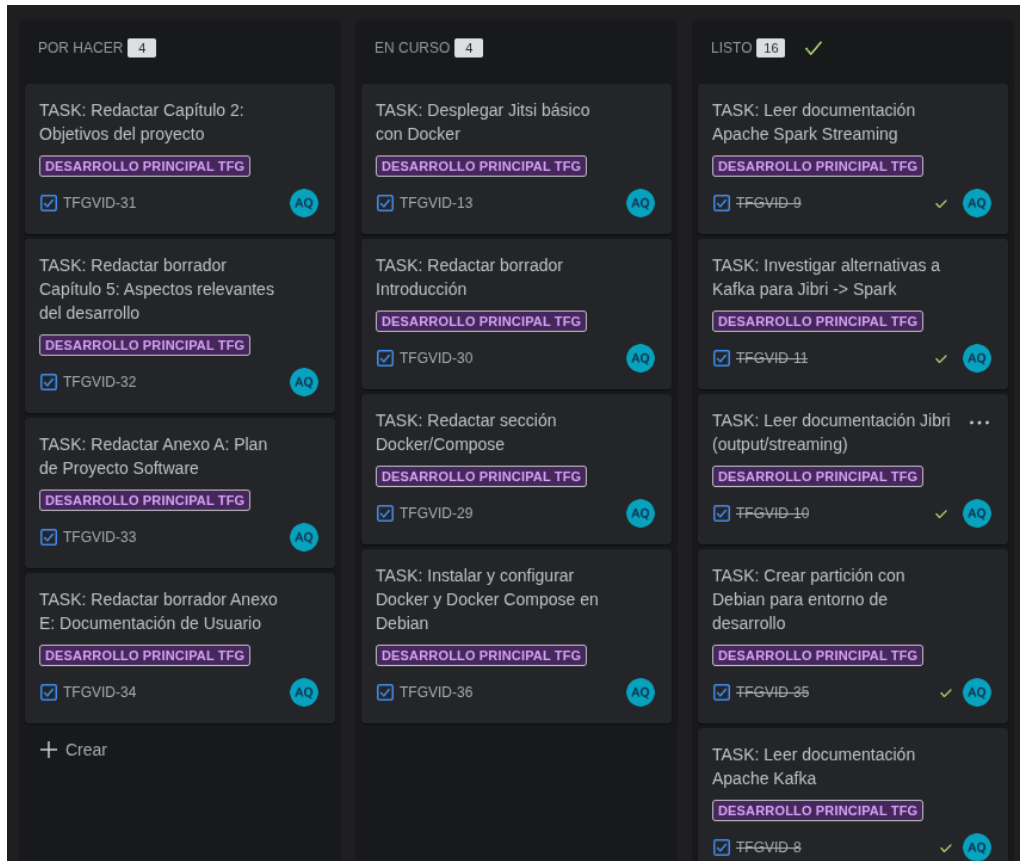 POR HACER 4
TASK: Redactar Capítulo 2:
Objetivos del proyecto
DESARROLLO PRINCIPAL TFG
TFGVID-31
AQ
TASK: Redactar borrador
Capítulo 5: Aspectos relevantes
del desarrollo
DESARROLLO PRINCIPAL TFG
TFGVID-32
AQ
TASK: Redactar Anexo A: Plan
de Proyecto Software
DESARROLLO PRINCIPAL TFG
TFGVID-33
AQ
TASK: Redactar borrador Anexo
E: Documentación de Usuario
DESARROLLO PRINCIPAL TFG
TFGVID-34
AQ
Crear
EN CURSO 4
TASK: Desplegar Jitsi básico
con Docker
DESARROLLO PRINCIPAL TFG
TFGVID-13
AQ
TASK: Redactar borrador
Introducción
DESARROLLO PRINCIPAL TFG
TFGVID-30
AQ
TASK: Redactar sección
Docker/Compose
DESARROLLO PRINCIPAL TFG
TFGVID-29
AQ
TASK: Instalar y configurar
Docker y Docker Compose en
Debian
DESARROLLO PRINCIPAL TFG
TFGVID-36
AQ
LISTO 16
TASK: Leer documentación
Apache Spark Streaming
DESARROLLO PRINCIPAL TFG
TFGVID-9
AQ
TASK: Investigar alternativas a
Kafka para Jibri -> Spark
DESARROLLO PRINCIPAL TFG
TFGVID-11
AQ
TASK: Leer documentación Jibri
(output/streaming)
DESARROLLO PRINCIPAL TFG
TFGVID-10
AQ
TASK: Crear partición con
Debian para entorno de
desarrollo
DESARROLLO PRINCIPAL TFG
TFGVID-35
AQ
TASK: Leer documentación
Apache Kafka
DESARROLLO PRINCIPAL TFG
TFGVID-8
AQ